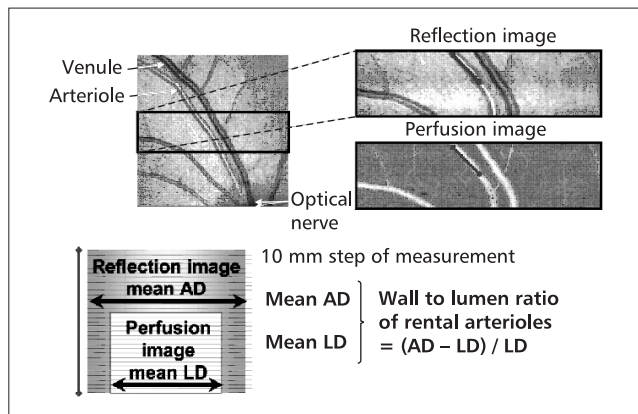 Reflection image
Venule
Arteriole
Perfusion image
Optical
nerve
10 mm step of measurement
Reflection image
mean AD
Mean AD
Mean LD
Wall to lumen ratio
of rental arterioles
= (AD – LD) / LD
Perfusion
image
mean LD